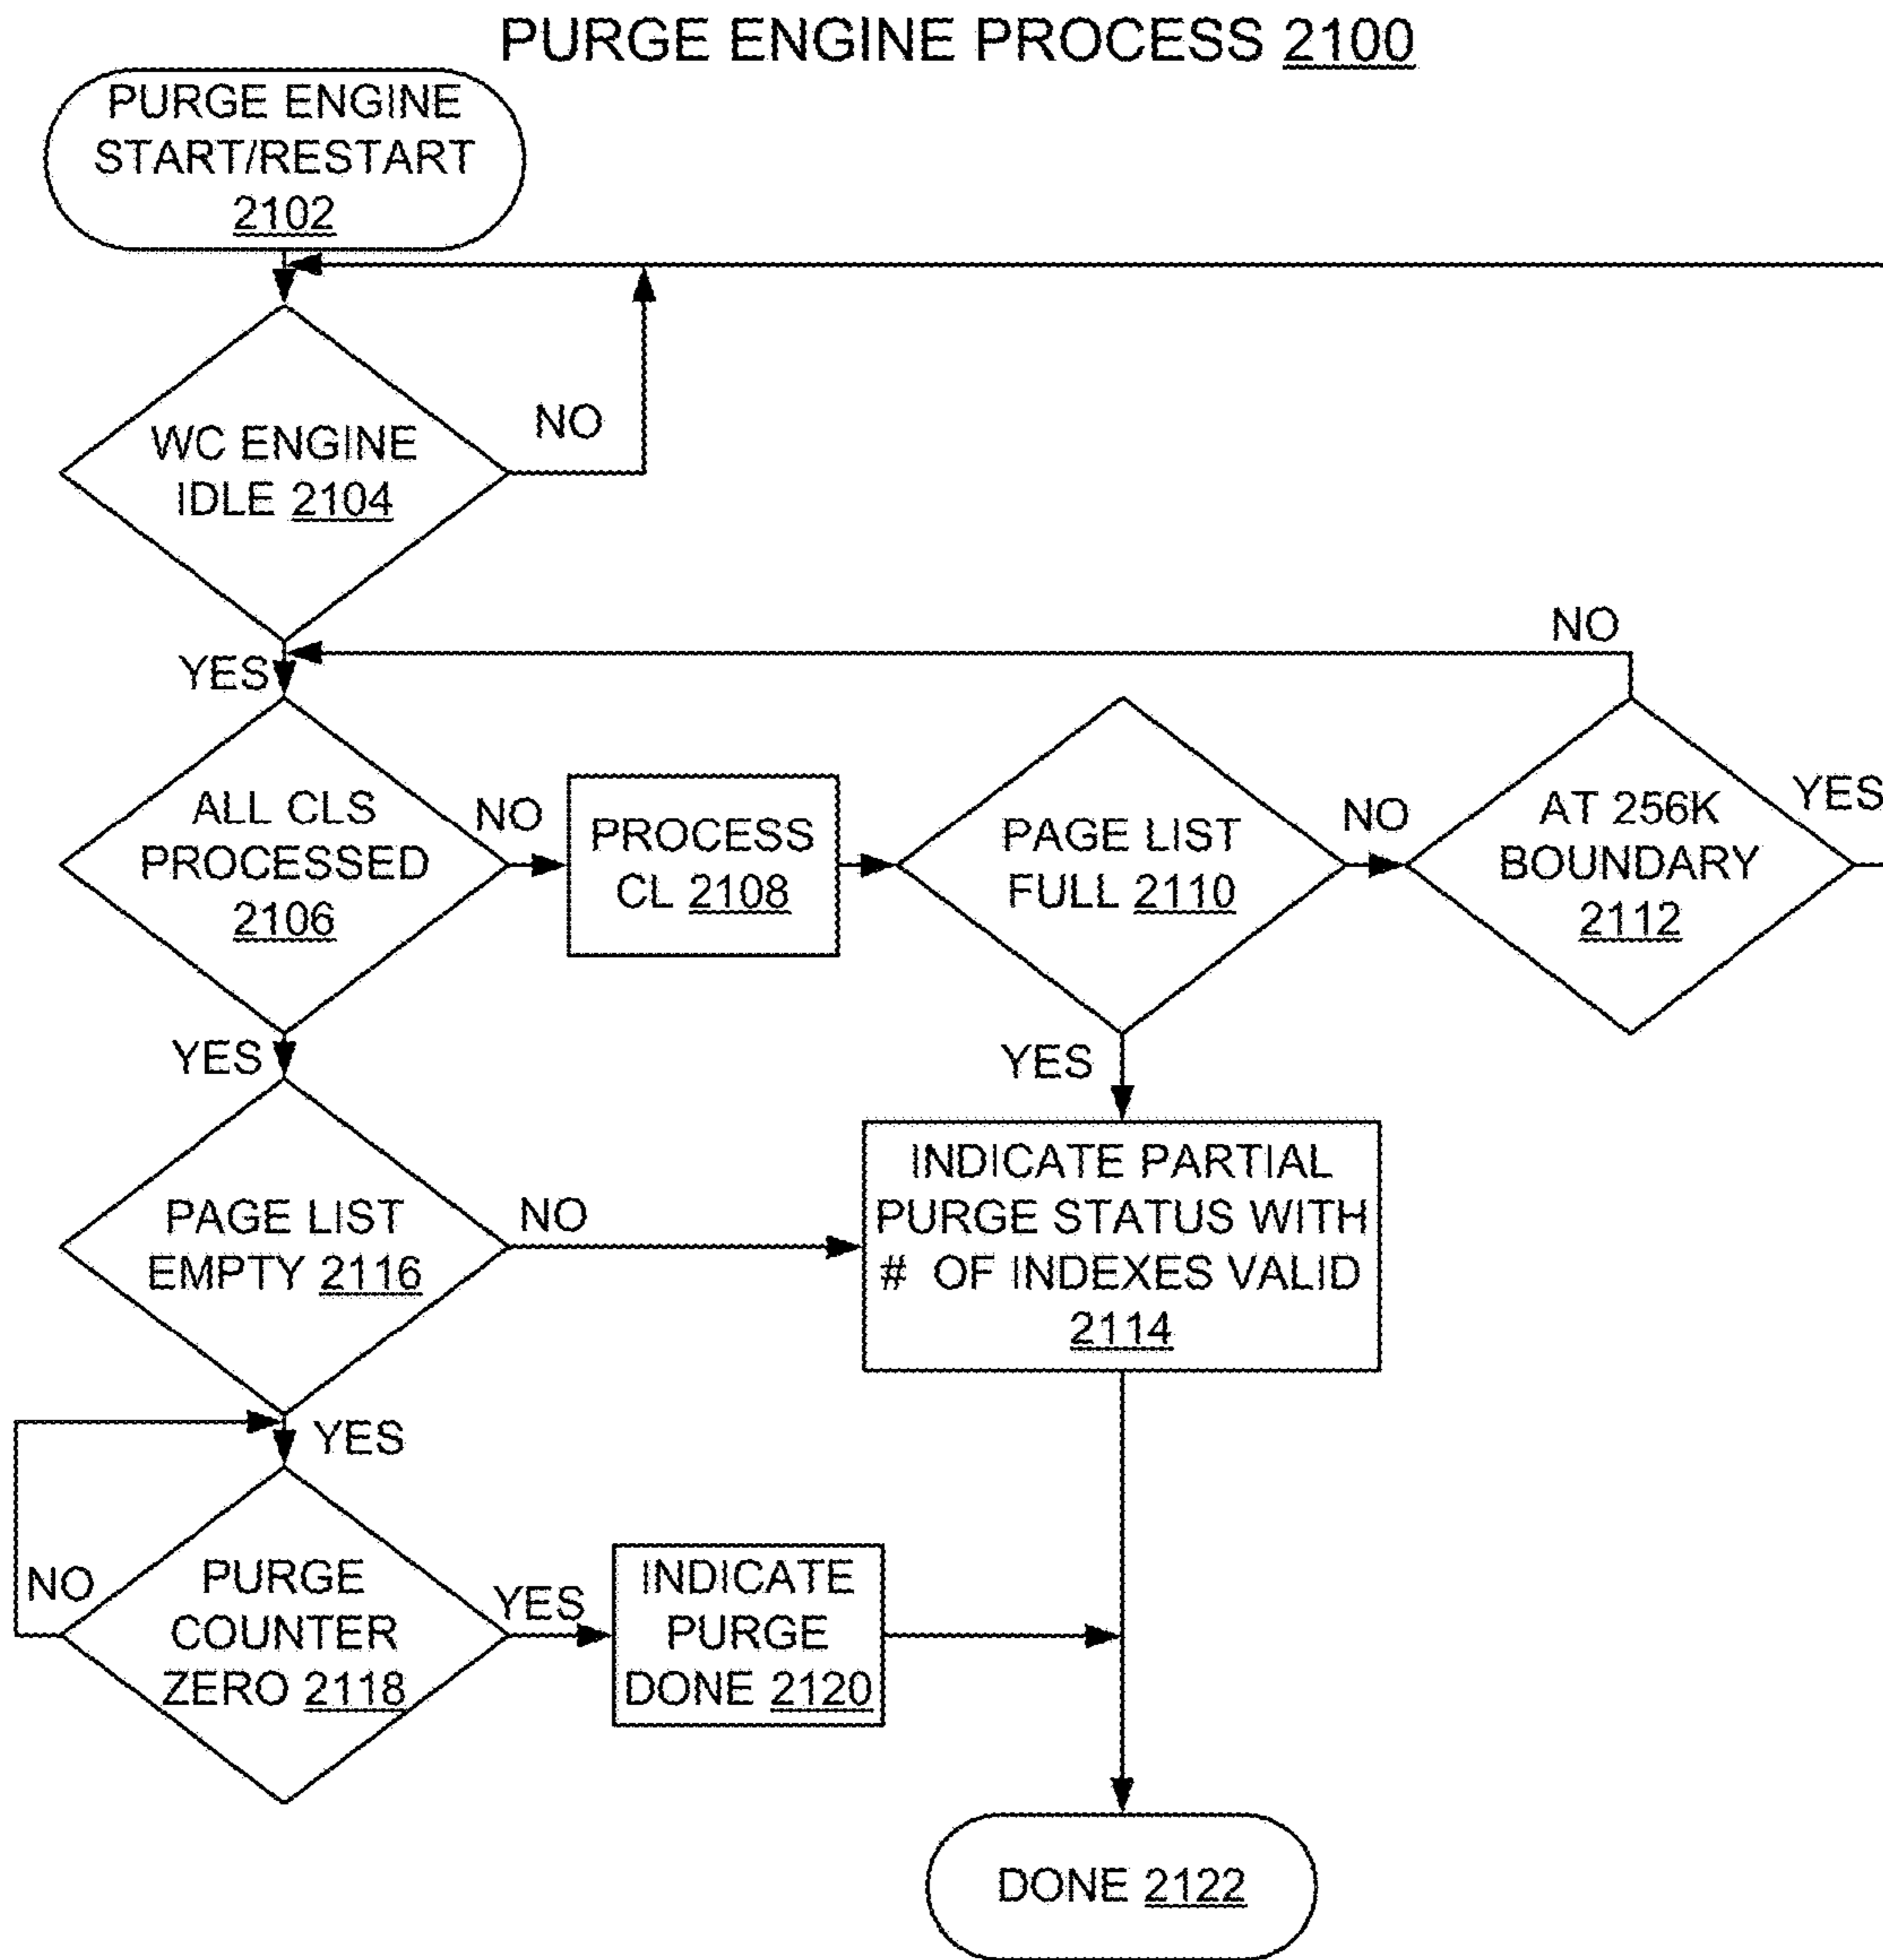 PURGE ENGINE PROCESS 2100
PURGE ENGINE
START/RESTART
2102
WC ENGINE
IDLE 2104
NO
YES
NO
ALL CLS
PROCESSED
2106
NO
PROCESS
CL 2108
PAGE LIST
FULL 2110
NO
AT 256K
BOUNDARY
2112
YES
YES
YES
PAGE LIST
EMPTY 2116
NO
INDICATE PARTIAL
PURGE STATUS WITH
# OF INDEXES VALID
2114
YES
NO
PURGE
COUNTER
ZERO 2118
YES
INDICATE
PURGE
DONE 2120
DONE 2122